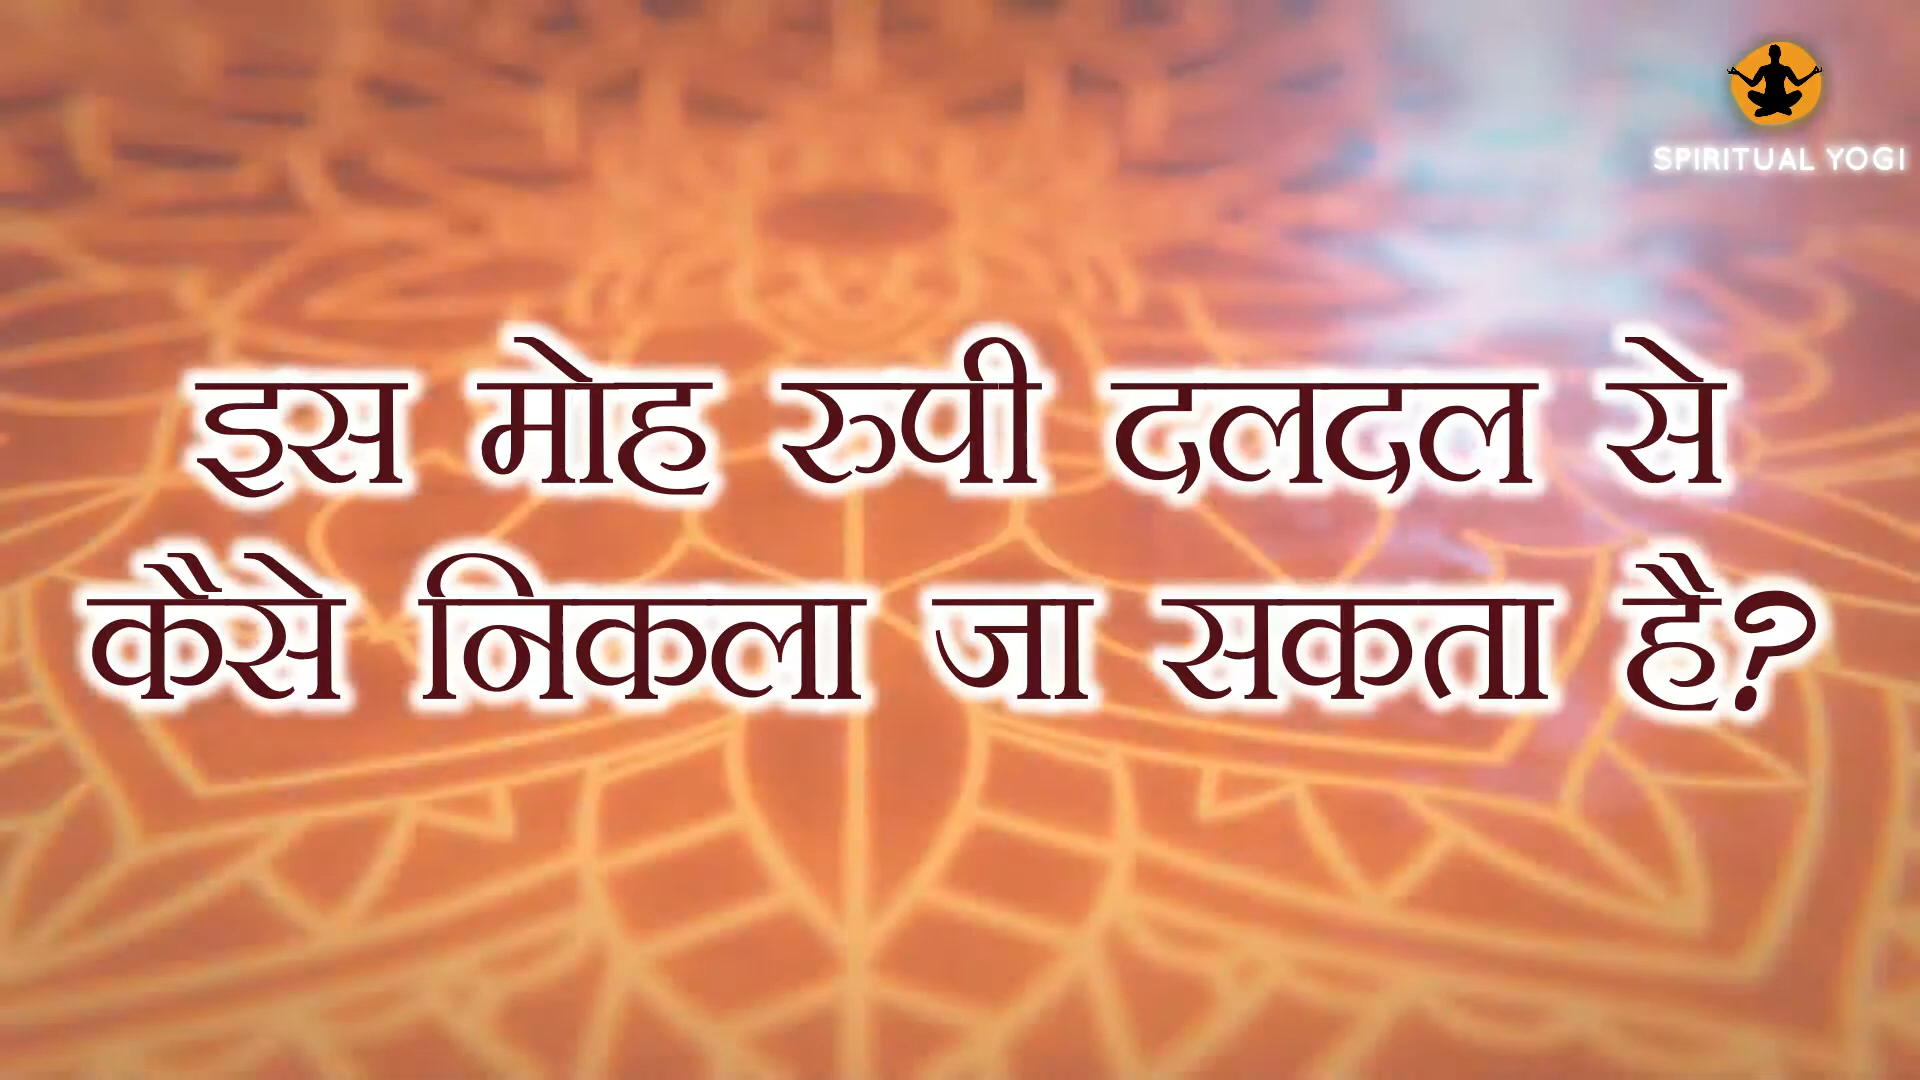 SPIRITUAL YOGI
इस मोह रुपी दलदल से
कैसे निकला जा सकता है?